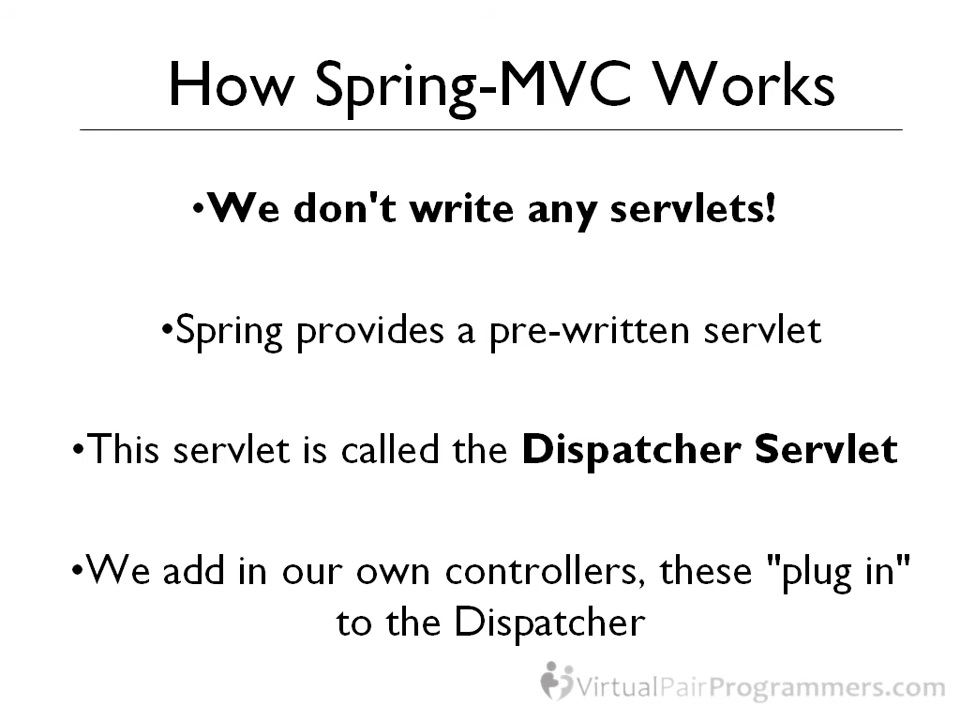 How Spring-MVC Works
•We don't write any servlets!
•Spring provides a pre-written servlet
•This servlet is called the Dispatcher Servlet
•We add in our own controllers, these "plug in"
to the Dispatcher
VirtualPairProgrammers.com